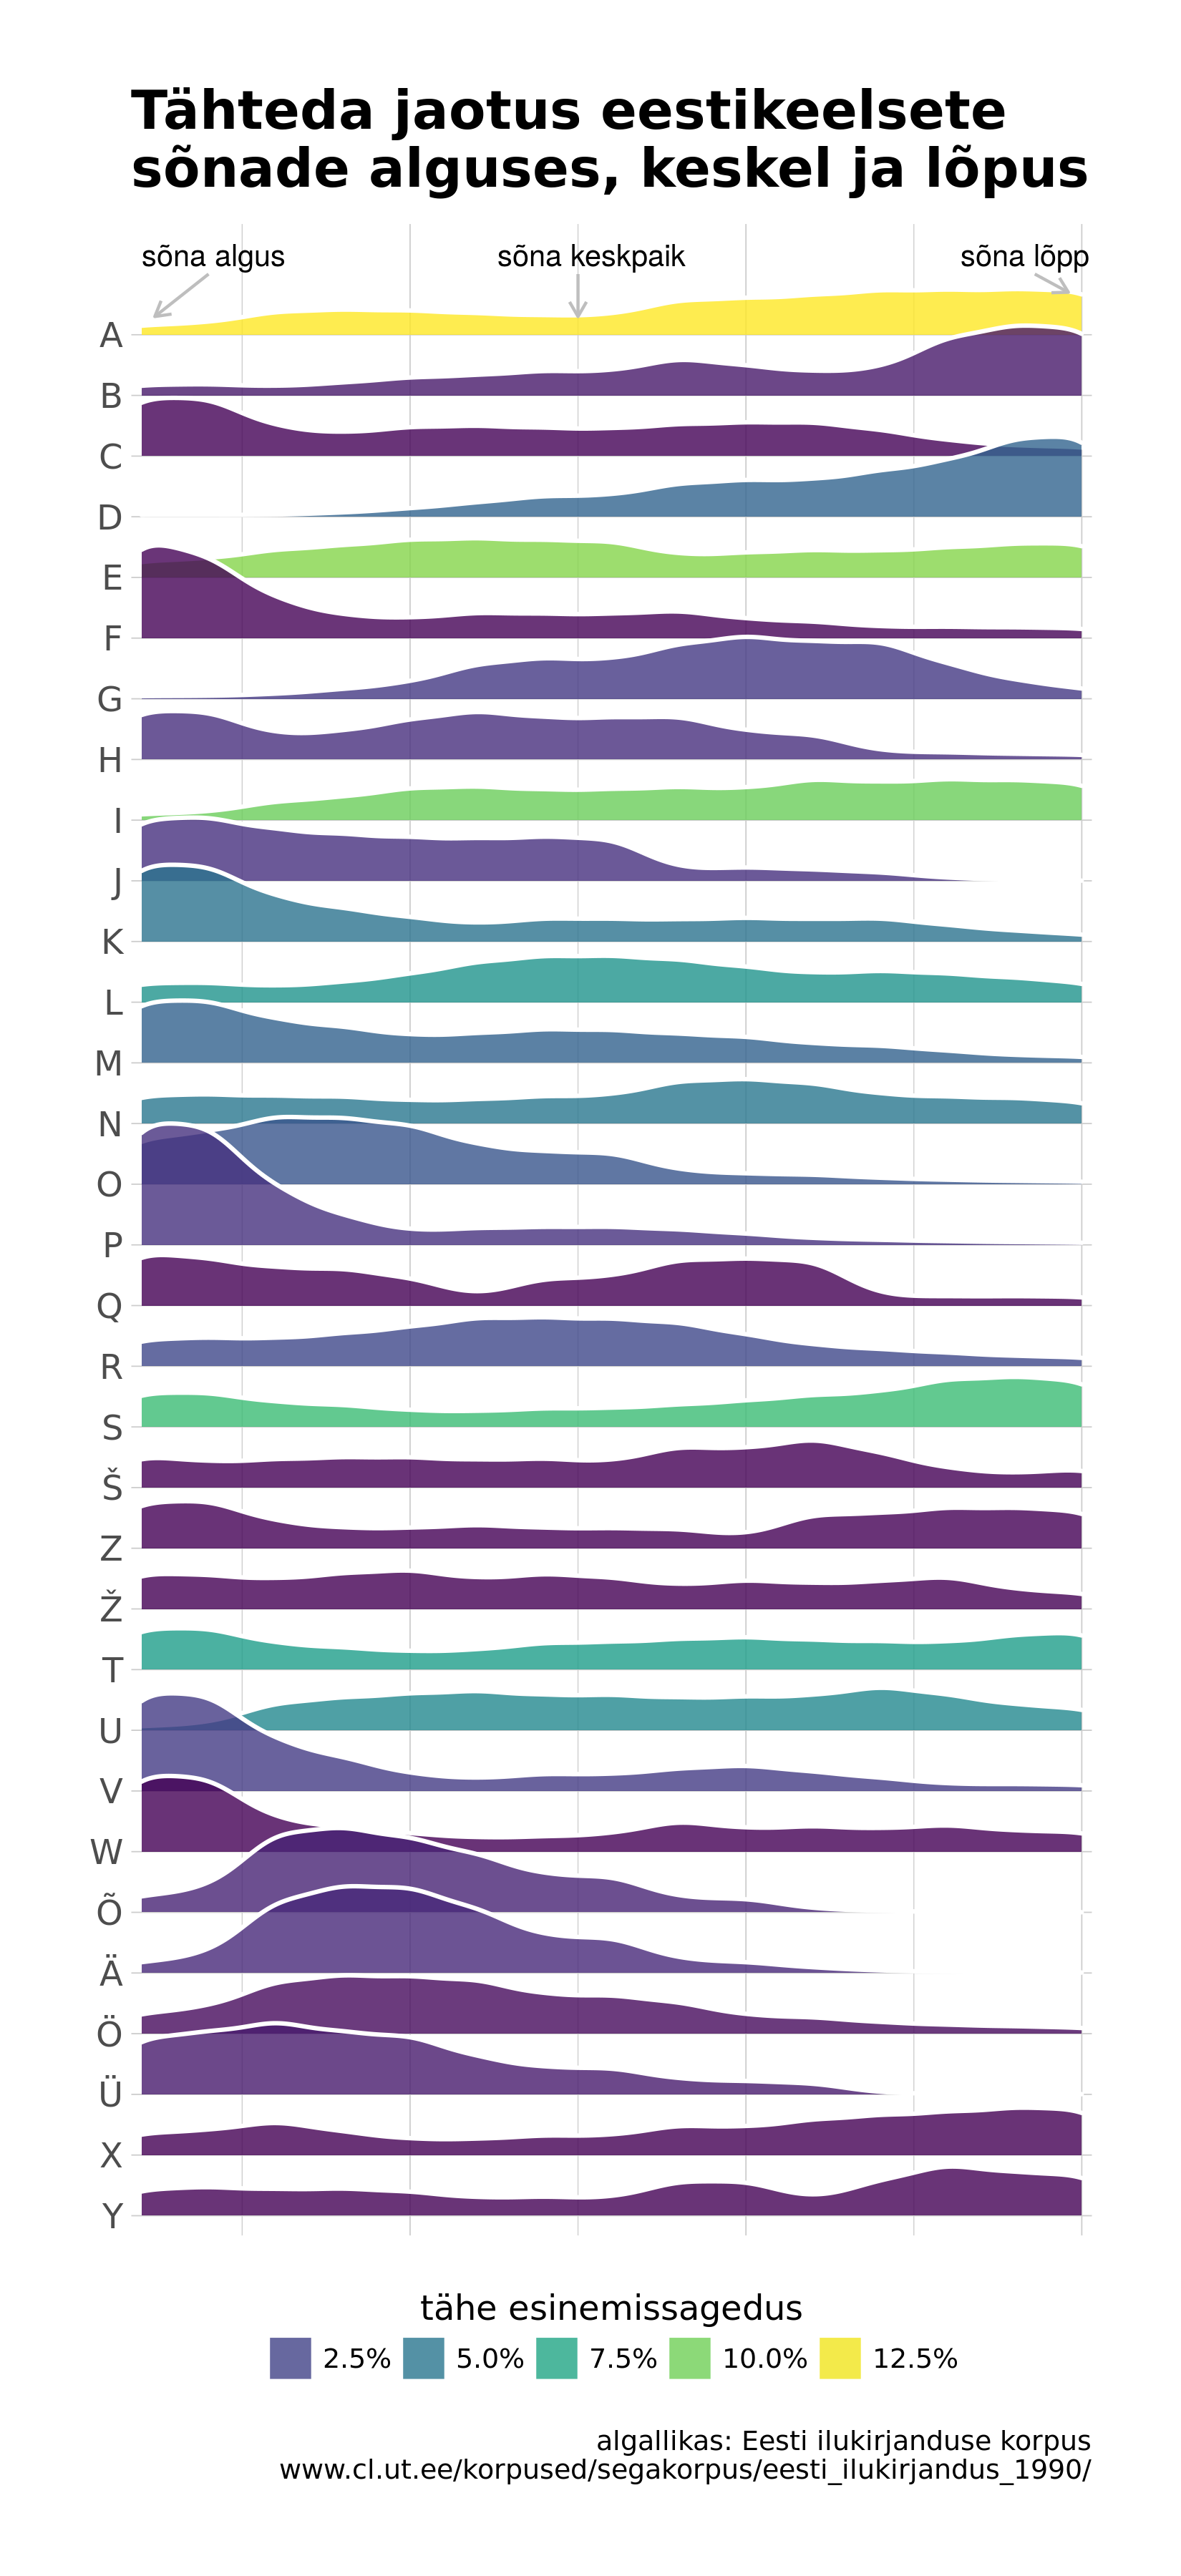 Tähteda jaotus eestikeelsete
sõnade alguses, keskel ja lõpus
sõna algus sõna keskpaik sõna lõpp
A
B
C
D
E
F
G
H
I
J
K
L
M
N
O
P
Q
R
S
Š
Z
Ž
T
U
V
W
Õ
Ä
Ö
Ü
X
Y
tähe esinemissagedus
2.5% 5.0% 7.5% 10.0% 12.5%
algallikas: Eesti ilukirjanduse korpus
www.cl.ut.ee/korpused/segakorpus/eesti_ilukirjandus_1990/